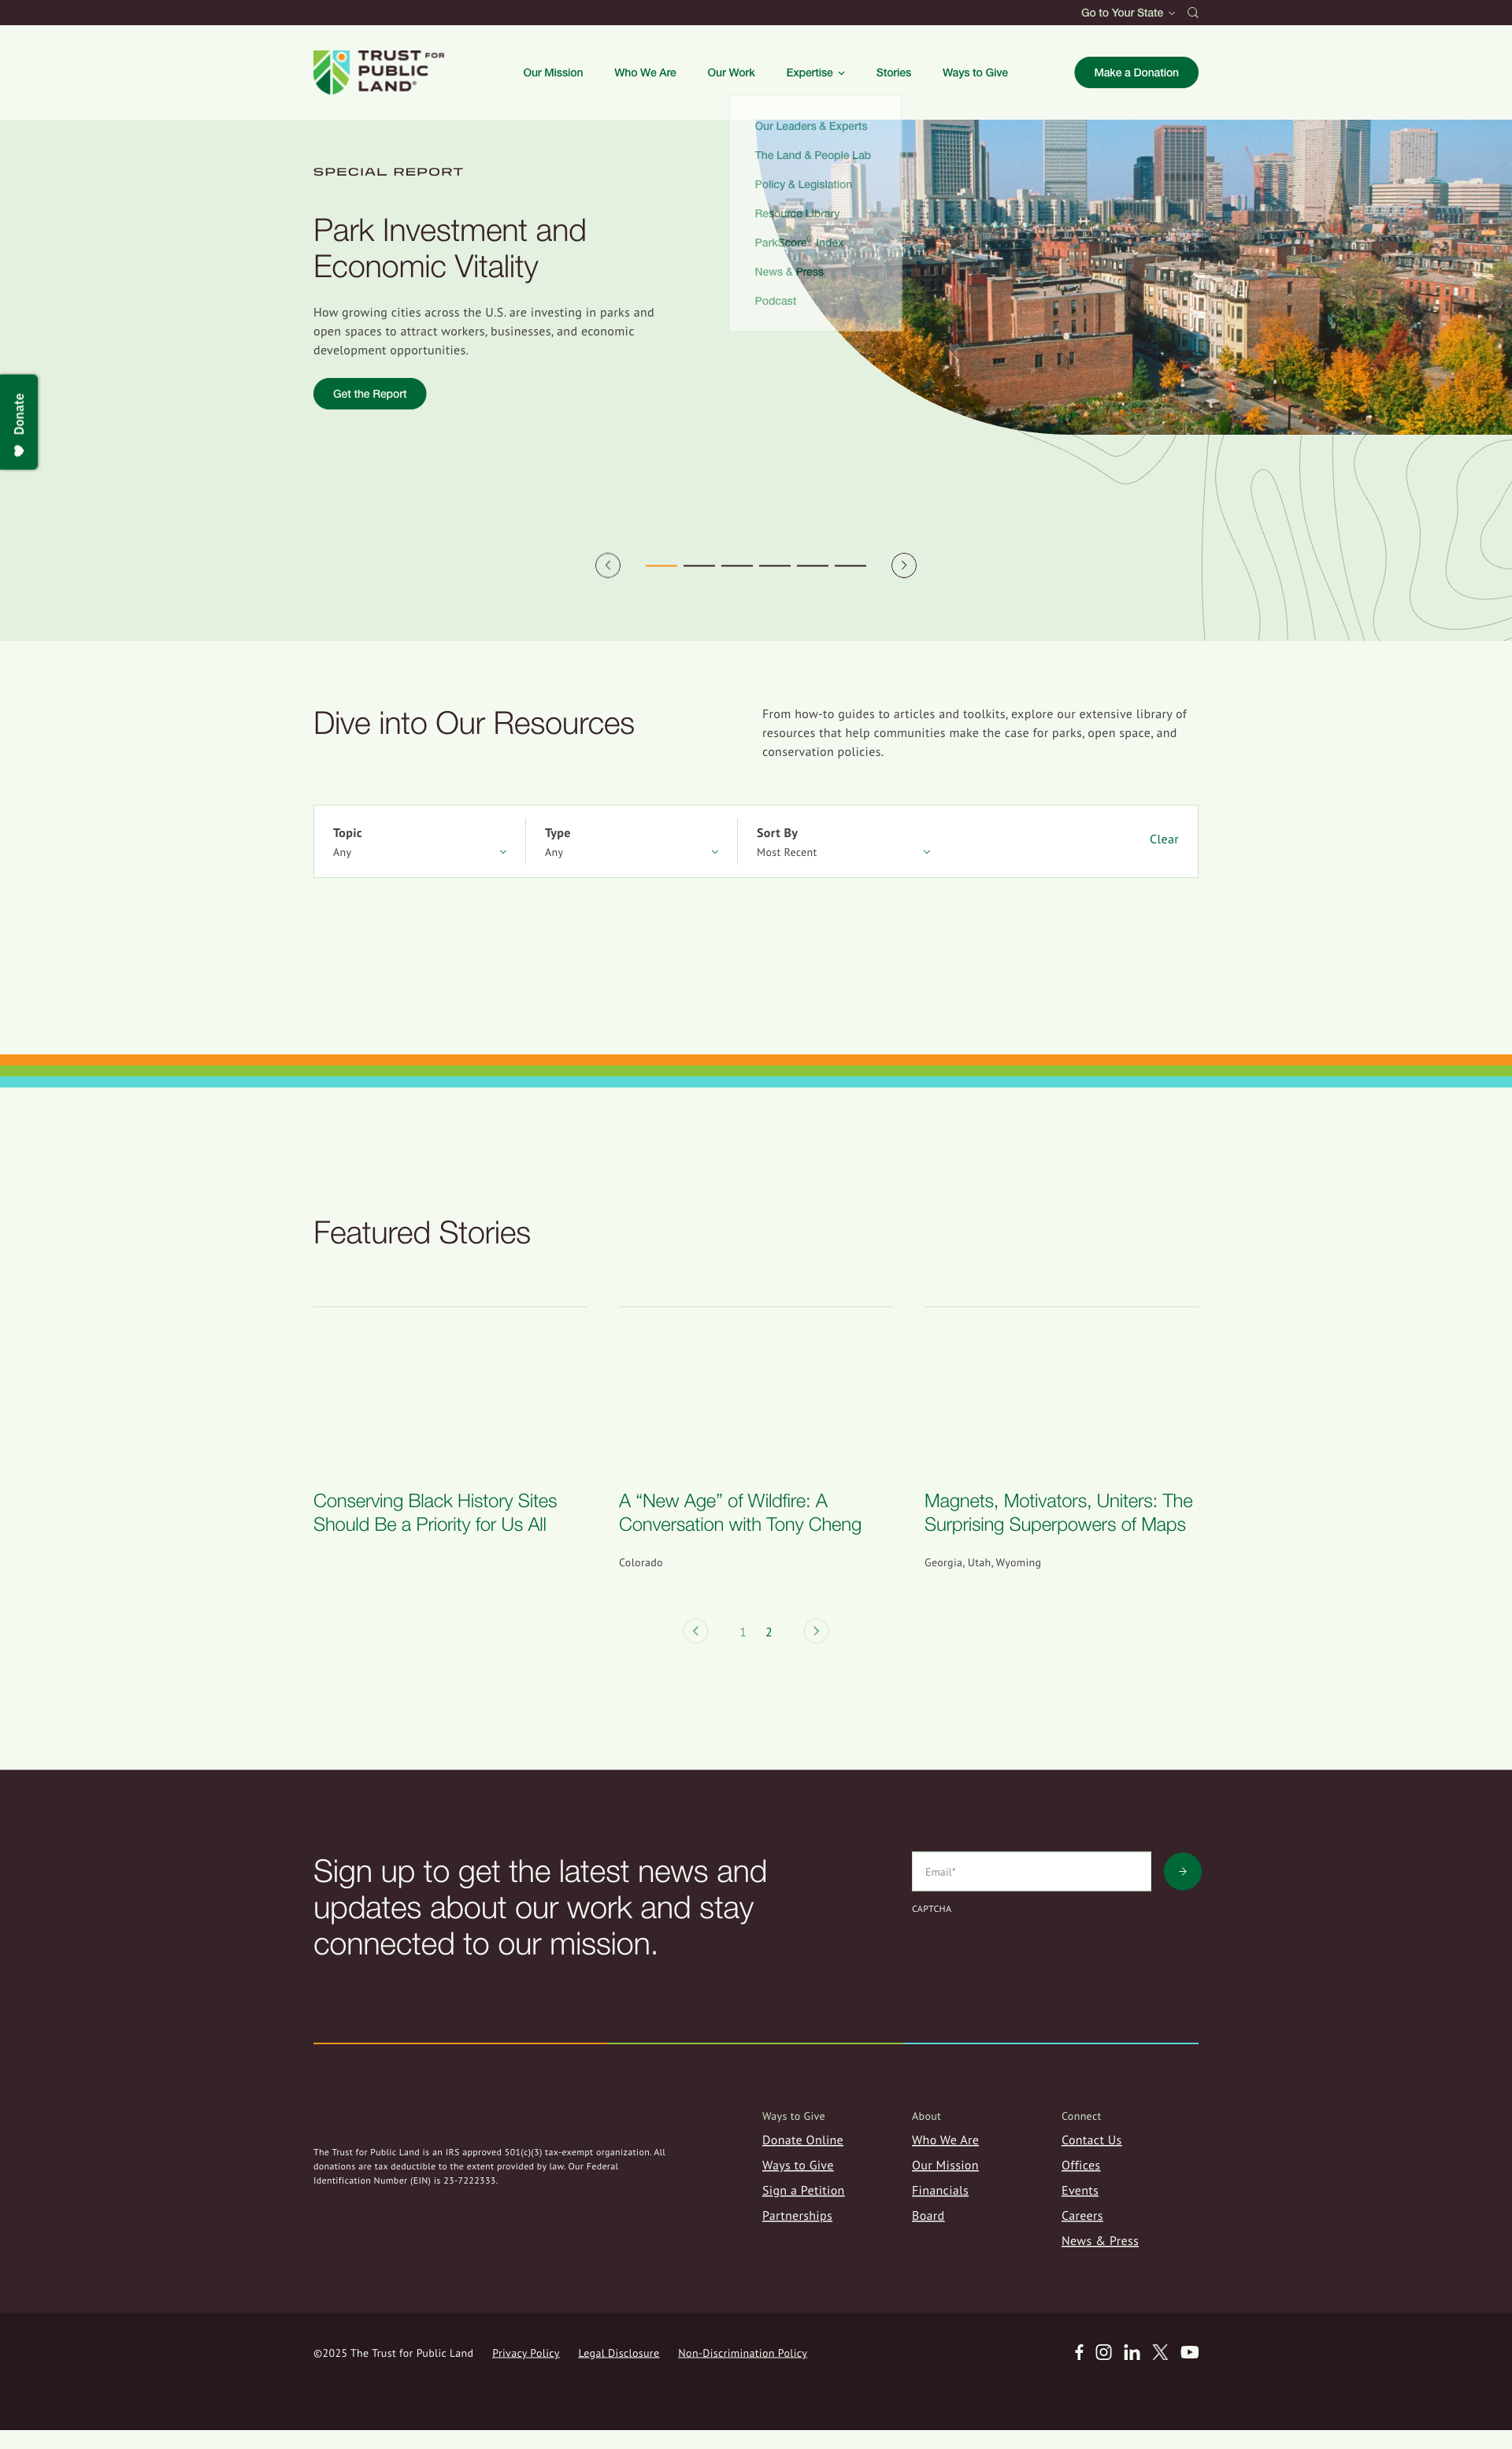 Go to Your State
TRUST FOR
PUBLIC
LAND®
Our Mission
Who We Are
Our Work
Expertise
Stories
Ways to Give
Make a Donation
Our Leaders & Experts
The Land & People Lab
Policy & Legislation
Resource Library
ParkScore® Index
News & Press
Podcast
SPECIAL REPORT
Park Investment and
Economic Vitality
How growing cities across the U.S. are investing in parks and
open spaces to attract workers, businesses, and economic
development opportunities.
Get the Report
Donate
Dive into Our Resources
From how-to guides to articles and toolkits, explore our extensive library of
resources that help communities make the case for parks, open space, and
conservation policies.
Topic
Any
Type
Any
Sort By
Most Recent
Clear
Featured Stories
Conserving Black History Sites
Should Be a Priority for Us All
A “New Age” of Wildfire: A
Conversation with Tony Cheng
Colorado
Magnets, Motivators, Uniters: The
Surprising Superpowers of Maps
Georgia, Utah, Wyoming
1
2
Sign up to get the latest news and
updates about our work and stay
connected to our mission.
Email*
CAPTCHA
The Trust for Public Land is an IRS approved 501(c)(3) tax-exempt organization. All
donations are tax deductible to the extent provided by law. Our Federal
Identification Number (EIN) is 23-7222333.
Ways to Give
Donate Online
Ways to Give
Sign a Petition
Partnerships
About
Who We Are
Our Mission
Financials
Board
Connect
Contact Us
Offices
Events
Careers
News & Press
©2025 The Trust for Public Land
Privacy Policy
Legal Disclosure
Non-Discrimination Policy